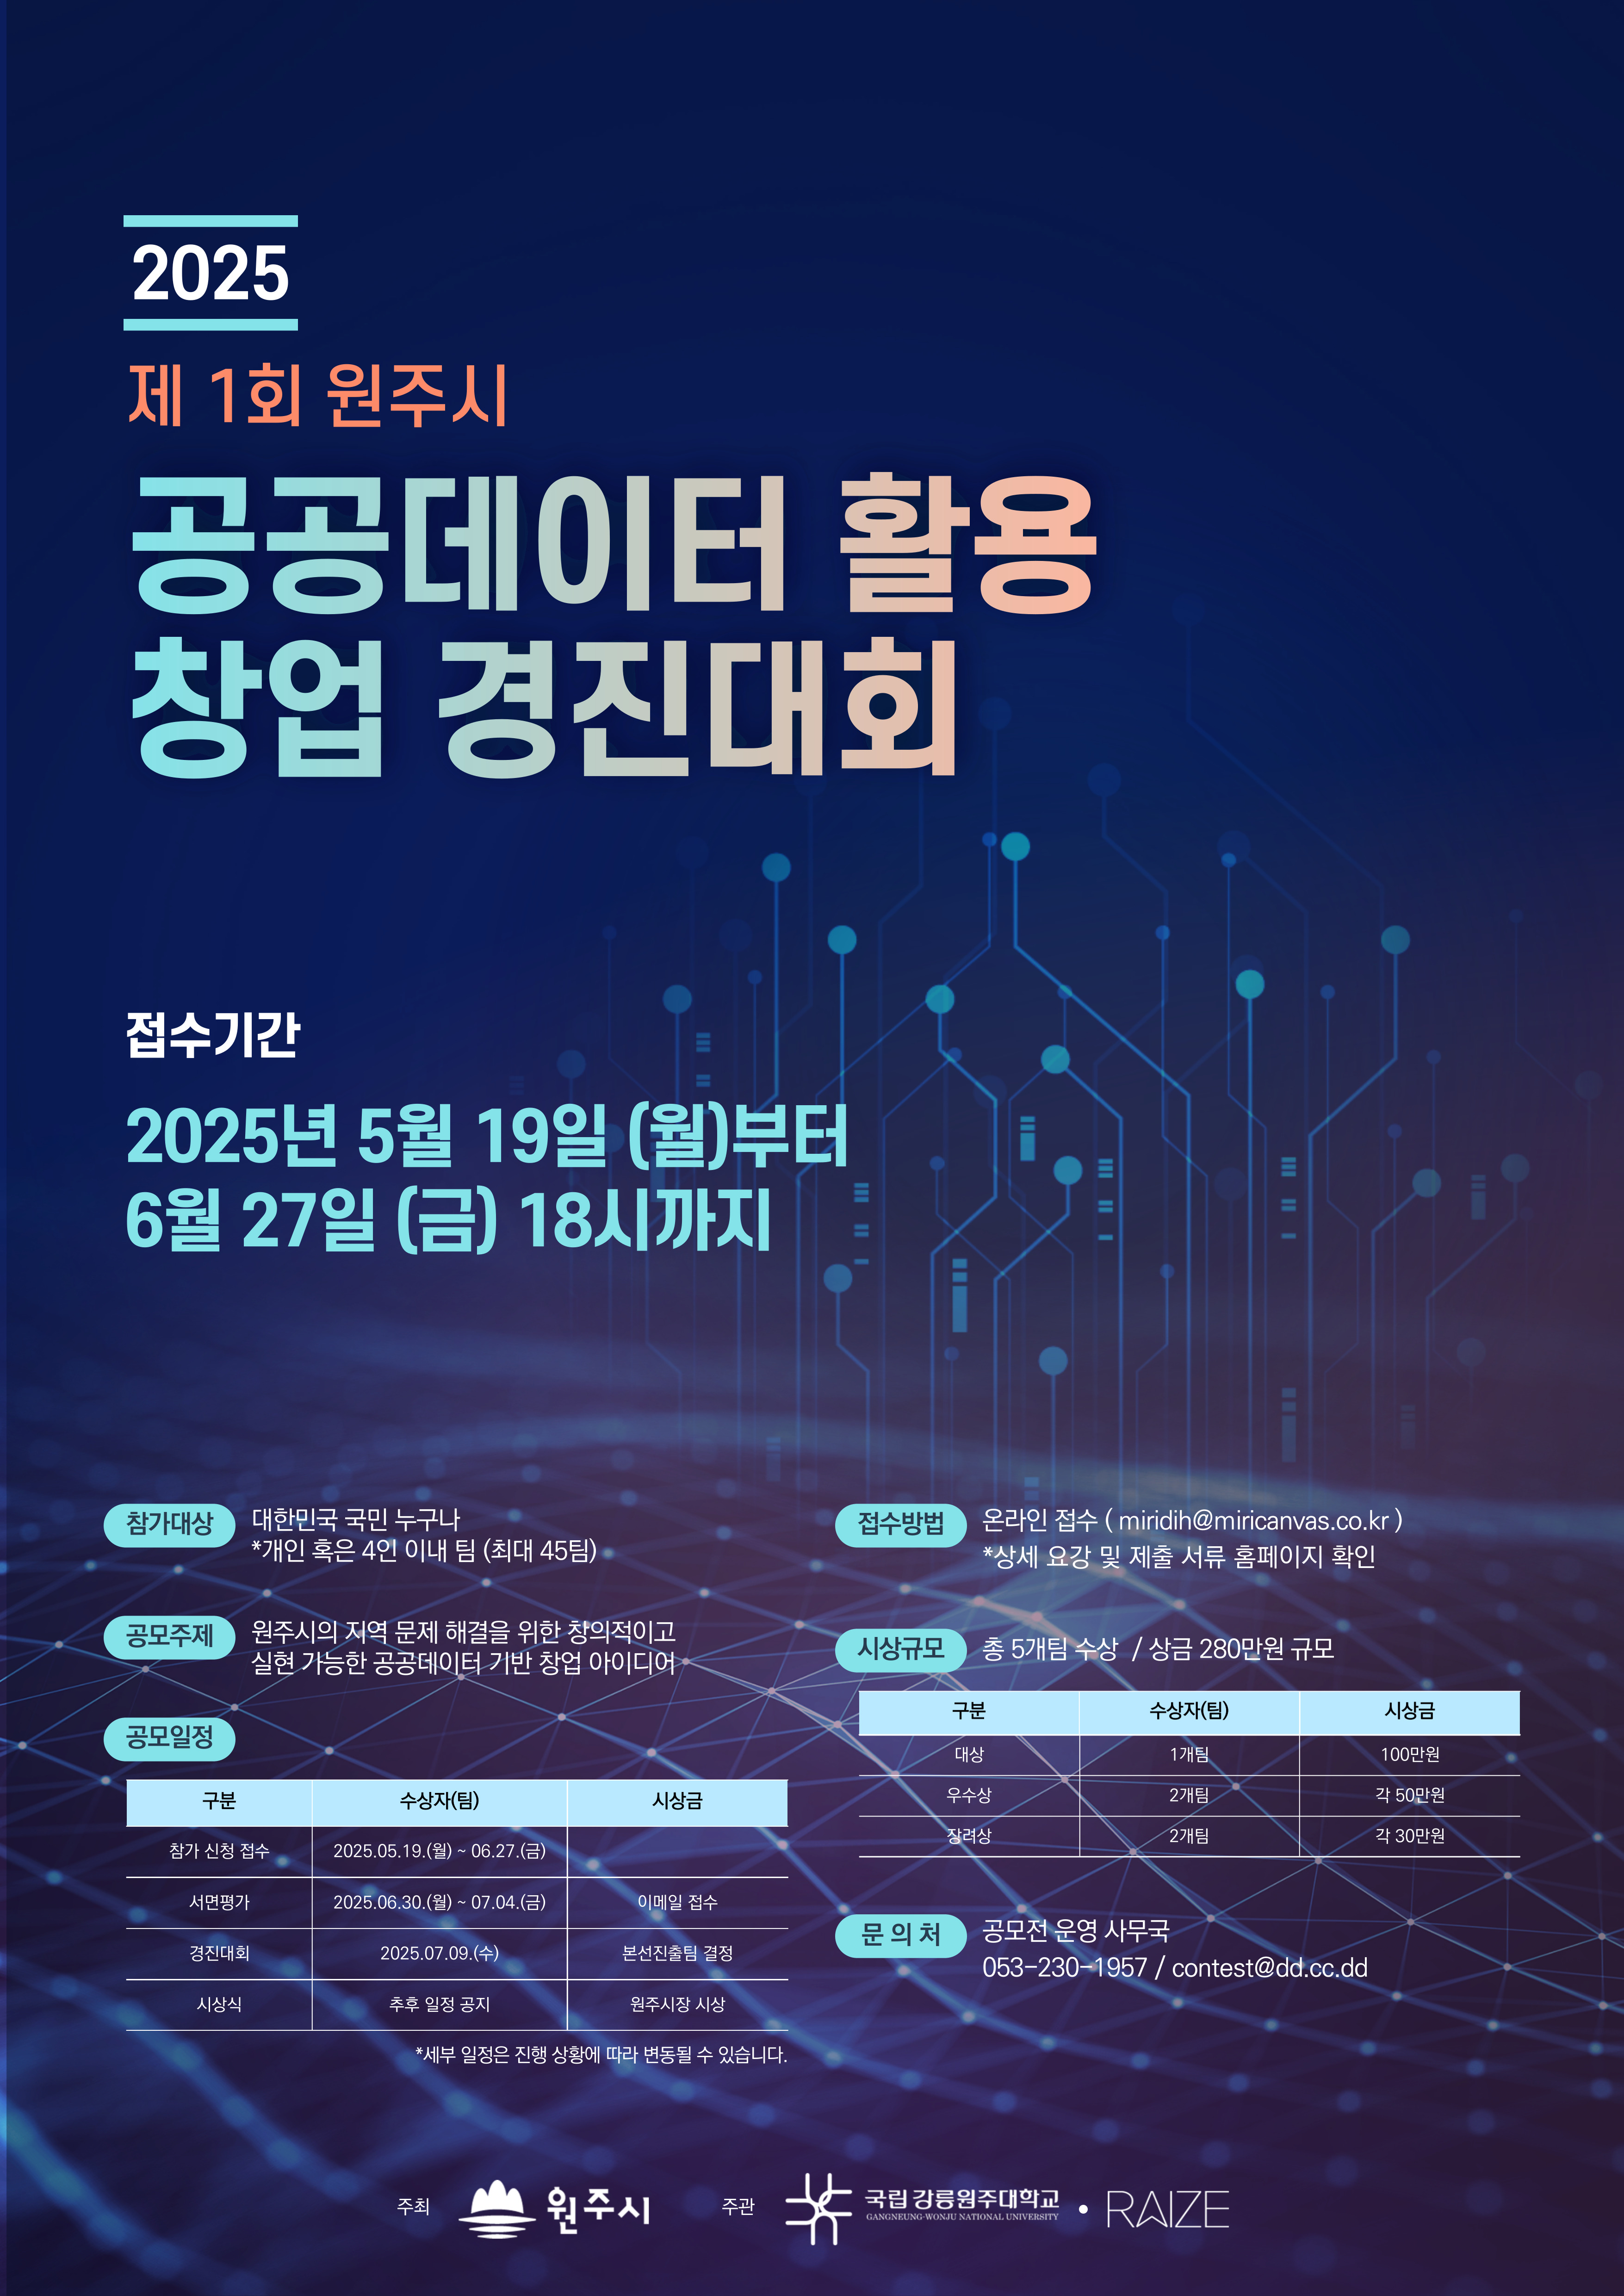 2025
제 1회 원주시
공공데이터 활용
창업 경진대회
접수기간
2025년 5월 19일 (월)부터
6월 27일 (금) 18시까지
참가대상
대한민국 국민 누구나
*개인 혹은 4인 이내 팀 (최대 45팀)
공모주제
원주시의 지역 문제 해결을 위한 창의적이고
실현 가능한 공공데이터 기반 창업 아이디어
공모일정
구분 수상자(팀) 시상금
참가 신청 접수 2025.05.19.(월) ~ 06.27.(금)
서면평가 2025.06.30.(월) ~ 07.04.(금) 이메일 접수
경진대회 2025.07.09.(수) 본선진출팀 결정
시상식 추후 일정 공지 원주시장 시상
*세부 일정은 진행 상황에 따라 변동될 수 있습니다.
접수방법
온라인 접수 ( miridih@miricanvas.co.kr )
*상세 요강 및 제출 서류 홈페이지 확인
시상규모
총 5개팀 수상 / 상금 280만원 규모
구분 수상자(팀) 시상금
대상 1개팀 100만원
우수상 2개팀 각 50만원
장려상 2개팀 각 30만원
문 의 처
공모전 운영 사무국
053-230-1957 / contest@dd.cc.dd
주최 원주시 주관 국립강릉원주대학교 • RAIZE
GANGNEUNG-WONJU NATIONAL UNIVERSITY